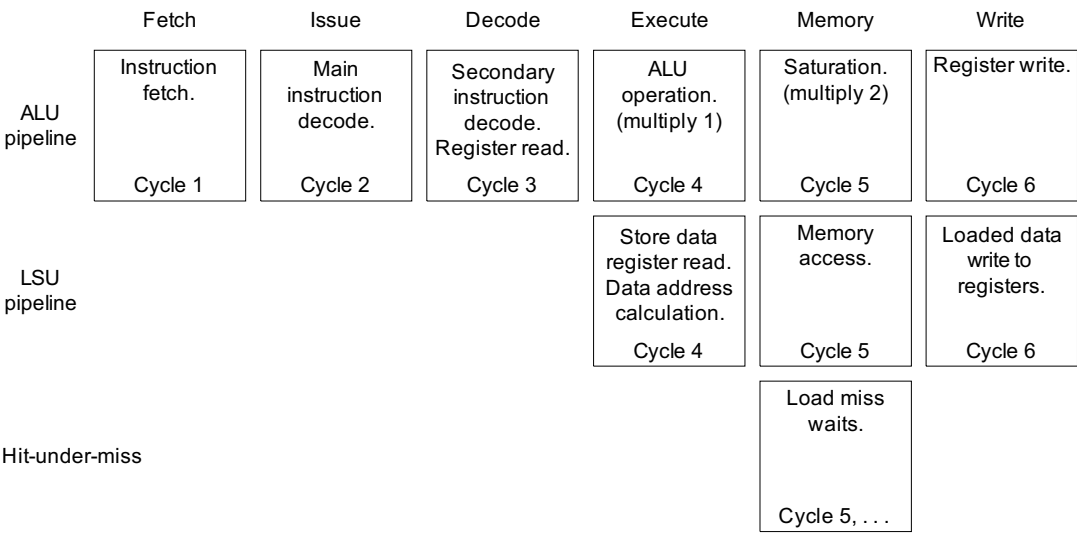 Fetch Issue Decode Execute Memory Write
ALU
pipeline
Instruction
fetch.
Cycle 1
Main
instruction
decode.
Cycle 2
Secondary
instruction
decode.
Register read.
Cycle 3
ALU
operation.
(multiply 1)
Cycle 4
Saturation.
(multiply 2)
Cycle 5
Register write.
Cycle 6
LSU
pipeline
Store data
register read.
Data address
calculation.
Cycle 4
Memory
access.
Cycle 5
Loaded data
write to
registers.
Cycle 6
Hit-under-miss
Load miss
waits.
Cycle 5, . . .